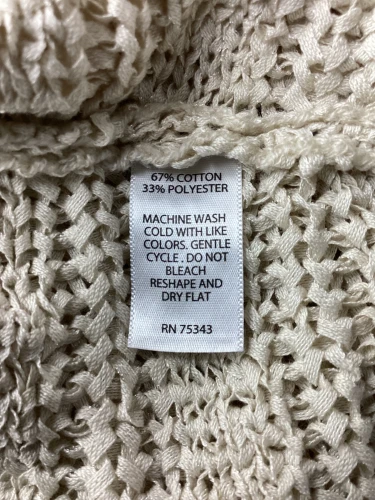 67% COTTON
33% POLYESTER
MACHINE WASH
COLD WITH LIKE
COLORS. GENTLE
CYCLE . DO NOT
BLEACH
RESHAPE AND
DRY FLAT
RN 75343